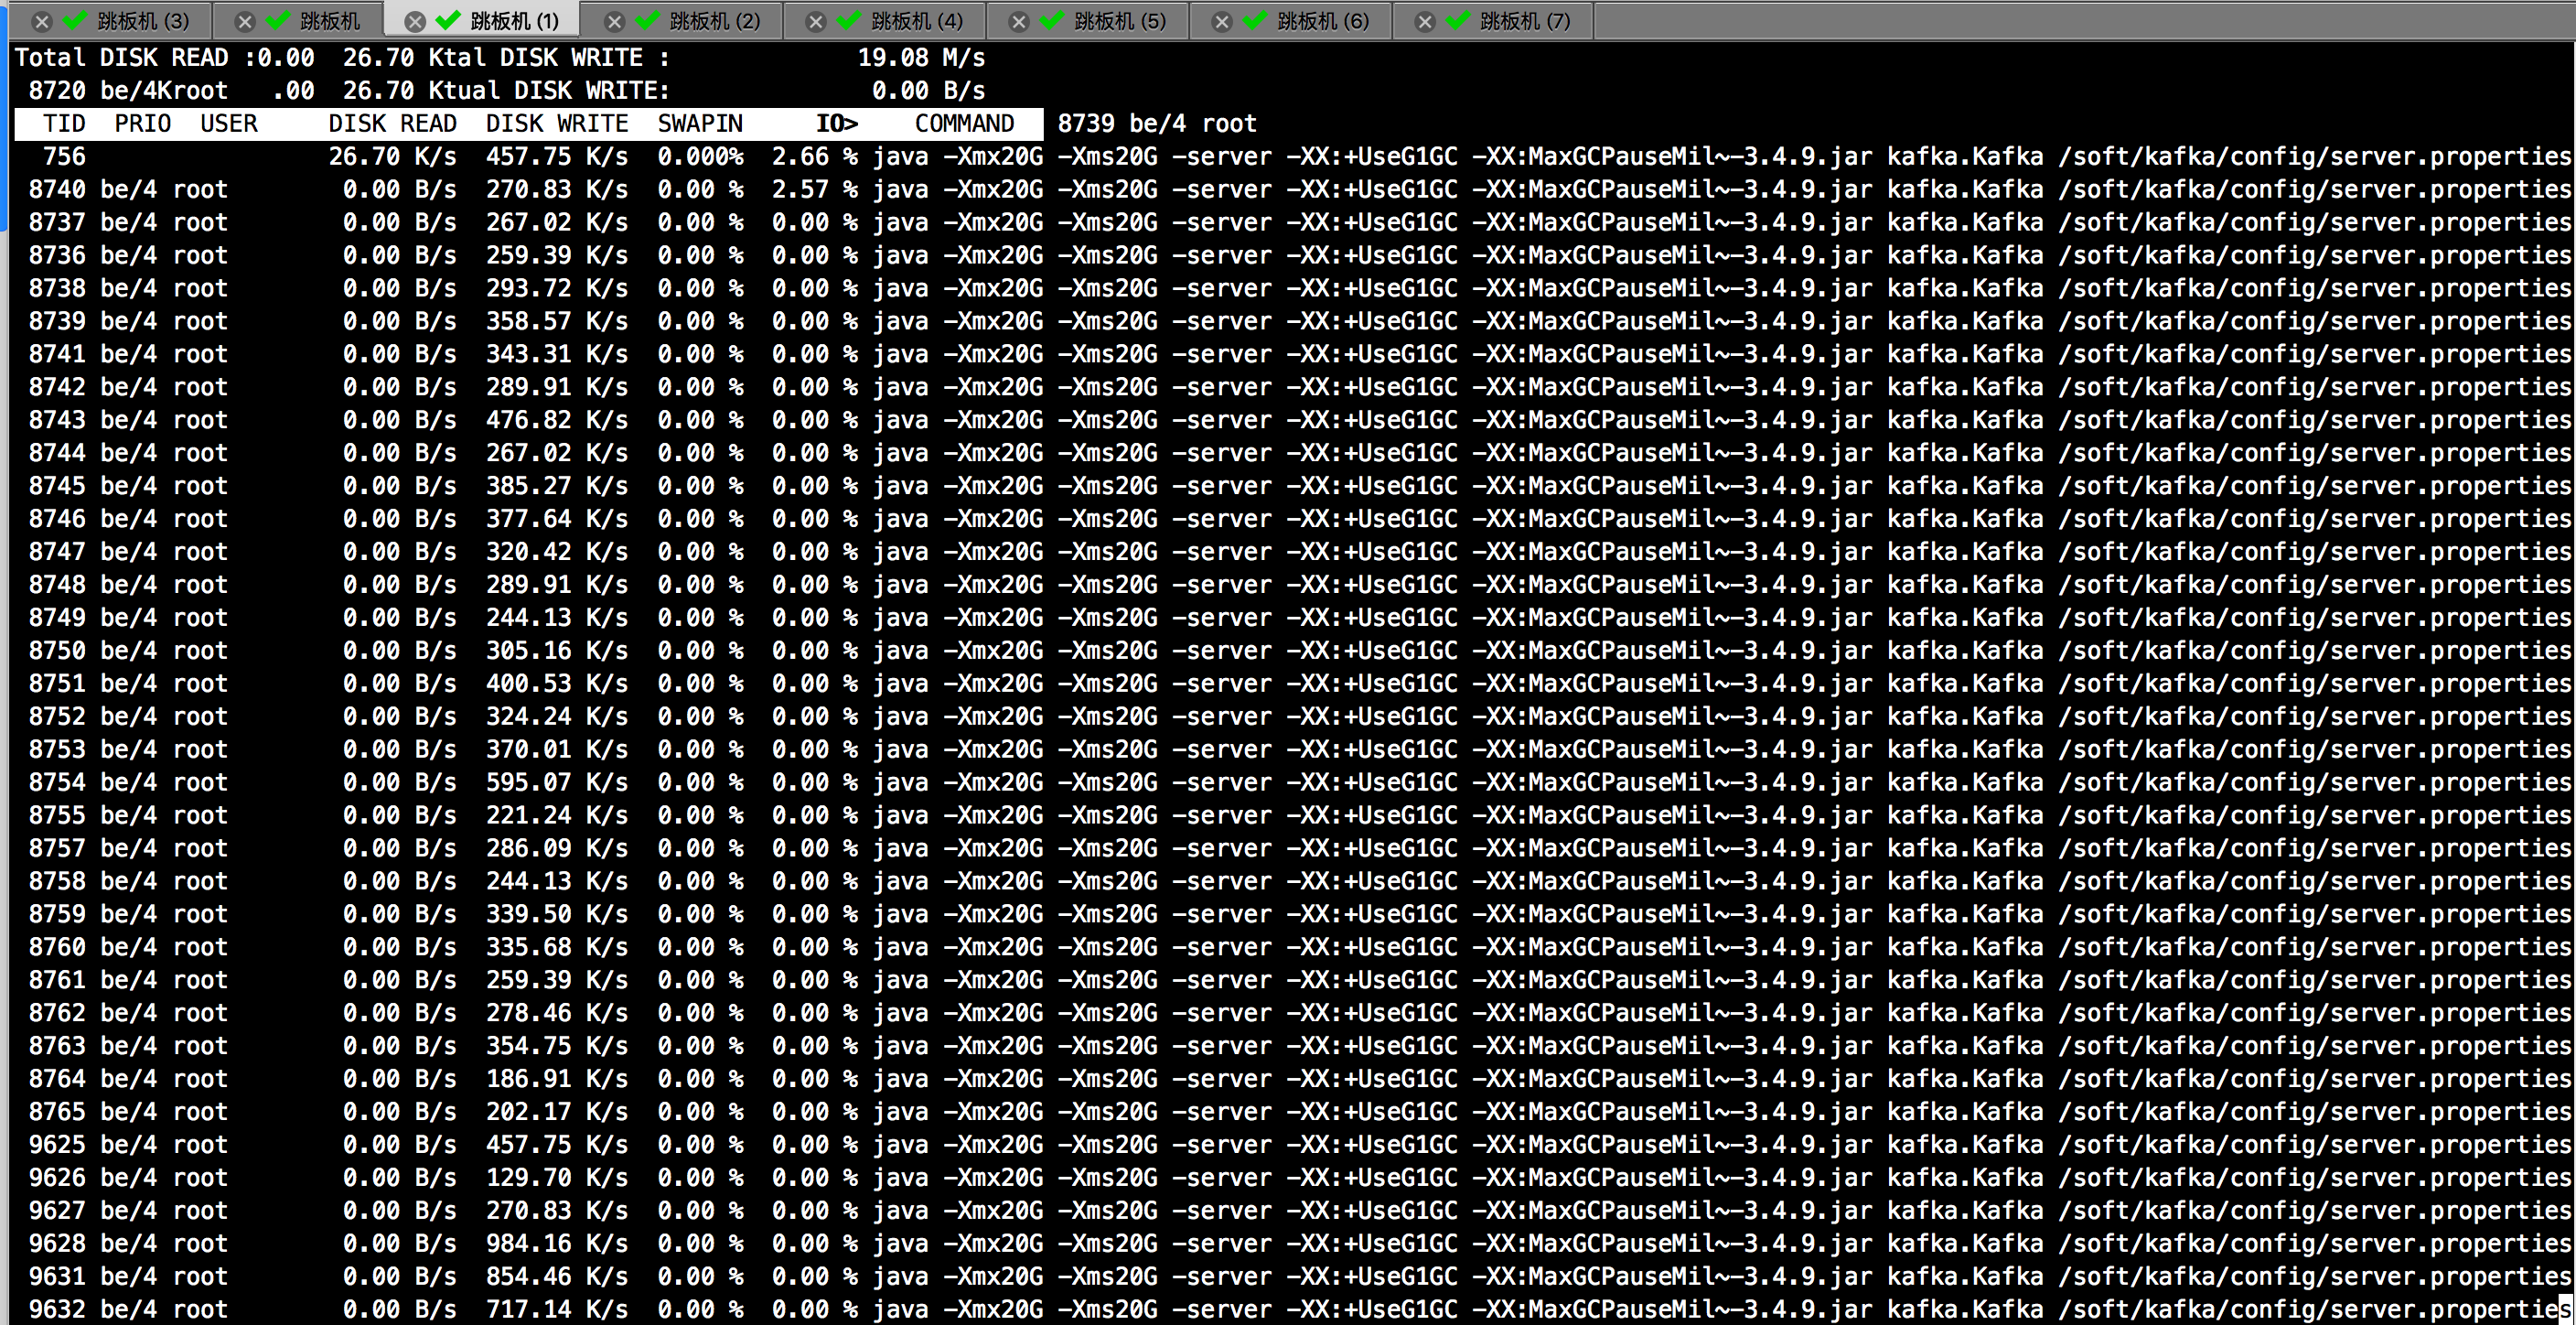 跳板机 (3) 跳板机 跳板机 (1) 跳板机 (2) 跳板机 (4) 跳板机 (5) 跳板机 (6) 跳板机 (7)
Total DISK READ :0.00  26.70 Ktal DISK WRITE :             19.08 M/s
8720 be/4Kroot   .00  26.70 Ktual DISK WRITE:              0.00 B/s
TID  PRIO  USER     DISK READ  DISK WRITE  SWAPIN     IO>    COMMAND   8739 be/4 root
756                 26.70 K/s  457.75 K/s  0.000%  2.66 % java -Xmx20G -Xms20G -server -XX:+UseG1GC -XX:MaxGCPauseMil~-3.4.9.jar kafka.Kafka /soft/kafka/config/server.properties
8740 be/4 root        0.00 B/s  270.83 K/s  0.00 %  2.57 % java -Xmx20G -Xms20G -server -XX:+UseG1GC -XX:MaxGCPauseMil~-3.4.9.jar kafka.Kafka /soft/kafka/config/server.properties
8737 be/4 root        0.00 B/s  267.02 K/s  0.00 %  0.00 % java -Xmx20G -Xms20G -server -XX:+UseG1GC -XX:MaxGCPauseMil~-3.4.9.jar kafka.Kafka /soft/kafka/config/server.properties
8736 be/4 root        0.00 B/s  259.39 K/s  0.00 %  0.00 % java -Xmx20G -Xms20G -server -XX:+UseG1GC -XX:MaxGCPauseMil~-3.4.9.jar kafka.Kafka /soft/kafka/config/server.properties
8738 be/4 root        0.00 B/s  293.72 K/s  0.00 %  0.00 % java -Xmx20G -Xms20G -server -XX:+UseG1GC -XX:MaxGCPauseMil~-3.4.9.jar kafka.Kafka /soft/kafka/config/server.properties
8739 be/4 root        0.00 B/s  358.57 K/s  0.00 %  0.00 % java -Xmx20G -Xms20G -server -XX:+UseG1GC -XX:MaxGCPauseMil~-3.4.9.jar kafka.Kafka /soft/kafka/config/server.properties
8741 be/4 root        0.00 B/s  343.31 K/s  0.00 %  0.00 % java -Xmx20G -Xms20G -server -XX:+UseG1GC -XX:MaxGCPauseMil~-3.4.9.jar kafka.Kafka /soft/kafka/config/server.properties
8742 be/4 root        0.00 B/s  289.91 K/s  0.00 %  0.00 % java -Xmx20G -Xms20G -server -XX:+UseG1GC -XX:MaxGCPauseMil~-3.4.9.jar kafka.Kafka /soft/kafka/config/server.properties
8743 be/4 root        0.00 B/s  476.82 K/s  0.00 %  0.00 % java -Xmx20G -Xms20G -server -XX:+UseG1GC -XX:MaxGCPauseMil~-3.4.9.jar kafka.Kafka /soft/kafka/config/server.properties
8744 be/4 root        0.00 B/s  267.02 K/s  0.00 %  0.00 % java -Xmx20G -Xms20G -server -XX:+UseG1GC -XX:MaxGCPauseMil~-3.4.9.jar kafka.Kafka /soft/kafka/config/server.properties
8745 be/4 root        0.00 B/s  385.27 K/s  0.00 %  0.00 % java -Xmx20G -Xms20G -server -XX:+UseG1GC -XX:MaxGCPauseMil~-3.4.9.jar kafka.Kafka /soft/kafka/config/server.properties
8746 be/4 root        0.00 B/s  377.64 K/s  0.00 %  0.00 % java -Xmx20G -Xms20G -server -XX:+UseG1GC -XX:MaxGCPauseMil~-3.4.9.jar kafka.Kafka /soft/kafka/config/server.properties
8747 be/4 root        0.00 B/s  320.42 K/s  0.00 %  0.00 % java -Xmx20G -Xms20G -server -XX:+UseG1GC -XX:MaxGCPauseMil~-3.4.9.jar kafka.Kafka /soft/kafka/config/server.properties
8748 be/4 root        0.00 B/s  289.91 K/s  0.00 %  0.00 % java -Xmx20G -Xms20G -server -XX:+UseG1GC -XX:MaxGCPauseMil~-3.4.9.jar kafka.Kafka /soft/kafka/config/server.properties
8749 be/4 root        0.00 B/s  244.13 K/s  0.00 %  0.00 % java -Xmx20G -Xms20G -server -XX:+UseG1GC -XX:MaxGCPauseMil~-3.4.9.jar kafka.Kafka /soft/kafka/config/server.properties
8750 be/4 root        0.00 B/s  305.16 K/s  0.00 %  0.00 % java -Xmx20G -Xms20G -server -XX:+UseG1GC -XX:MaxGCPauseMil~-3.4.9.jar kafka.Kafka /soft/kafka/config/server.properties
8751 be/4 root        0.00 B/s  400.53 K/s  0.00 %  0.00 % java -Xmx20G -Xms20G -server -XX:+UseG1GC -XX:MaxGCPauseMil~-3.4.9.jar kafka.Kafka /soft/kafka/config/server.properties
8752 be/4 root        0.00 B/s  324.24 K/s  0.00 %  0.00 % java -Xmx20G -Xms20G -server -XX:+UseG1GC -XX:MaxGCPauseMil~-3.4.9.jar kafka.Kafka /soft/kafka/config/server.properties
8753 be/4 root        0.00 B/s  370.01 K/s  0.00 %  0.00 % java -Xmx20G -Xms20G -server -XX:+UseG1GC -XX:MaxGCPauseMil~-3.4.9.jar kafka.Kafka /soft/kafka/config/server.properties
8754 be/4 root        0.00 B/s  595.07 K/s  0.00 %  0.00 % java -Xmx20G -Xms20G -server -XX:+UseG1GC -XX:MaxGCPauseMil~-3.4.9.jar kafka.Kafka /soft/kafka/config/server.properties
8755 be/4 root        0.00 B/s  221.24 K/s  0.00 %  0.00 % java -Xmx20G -Xms20G -server -XX:+UseG1GC -XX:MaxGCPauseMil~-3.4.9.jar kafka.Kafka /soft/kafka/config/server.properties
8757 be/4 root        0.00 B/s  286.09 K/s  0.00 %  0.00 % java -Xmx20G -Xms20G -server -XX:+UseG1GC -XX:MaxGCPauseMil~-3.4.9.jar kafka.Kafka /soft/kafka/config/server.properties
8758 be/4 root        0.00 B/s  244.13 K/s  0.00 %  0.00 % java -Xmx20G -Xms20G -server -XX:+UseG1GC -XX:MaxGCPauseMil~-3.4.9.jar kafka.Kafka /soft/kafka/config/server.properties
8759 be/4 root        0.00 B/s  339.50 K/s  0.00 %  0.00 % java -Xmx20G -Xms20G -server -XX:+UseG1GC -XX:MaxGCPauseMil~-3.4.9.jar kafka.Kafka /soft/kafka/config/server.properties
8760 be/4 root        0.00 B/s  335.68 K/s  0.00 %  0.00 % java -Xmx20G -Xms20G -server -XX:+UseG1GC -XX:MaxGCPauseMil~-3.4.9.jar kafka.Kafka /soft/kafka/config/server.properties
8761 be/4 root        0.00 B/s  259.39 K/s  0.00 %  0.00 % java -Xmx20G -Xms20G -server -XX:+UseG1GC -XX:MaxGCPauseMil~-3.4.9.jar kafka.Kafka /soft/kafka/config/server.properties
8762 be/4 root        0.00 B/s  278.46 K/s  0.00 %  0.00 % java -Xmx20G -Xms20G -server -XX:+UseG1GC -XX:MaxGCPauseMil~-3.4.9.jar kafka.Kafka /soft/kafka/config/server.properties
8763 be/4 root        0.00 B/s  354.75 K/s  0.00 %  0.00 % java -Xmx20G -Xms20G -server -XX:+UseG1GC -XX:MaxGCPauseMil~-3.4.9.jar kafka.Kafka /soft/kafka/config/server.properties
8764 be/4 root        0.00 B/s  186.91 K/s  0.00 %  0.00 % java -Xmx20G -Xms20G -server -XX:+UseG1GC -XX:MaxGCPauseMil~-3.4.9.jar kafka.Kafka /soft/kafka/config/server.properties
8765 be/4 root        0.00 B/s  202.17 K/s  0.00 %  0.00 % java -Xmx20G -Xms20G -server -XX:+UseG1GC -XX:MaxGCPauseMil~-3.4.9.jar kafka.Kafka /soft/kafka/config/server.properties
9625 be/4 root        0.00 B/s  457.75 K/s  0.00 %  0.00 % java -Xmx20G -Xms20G -server -XX:+UseG1GC -XX:MaxGCPauseMil~-3.4.9.jar kafka.Kafka /soft/kafka/config/server.properties
9626 be/4 root        0.00 B/s  129.70 K/s  0.00 %  0.00 % java -Xmx20G -Xms20G -server -XX:+UseG1GC -XX:MaxGCPauseMil~-3.4.9.jar kafka.Kafka /soft/kafka/config/server.properties
9627 be/4 root        0.00 B/s  270.83 K/s  0.00 %  0.00 % java -Xmx20G -Xms20G -server -XX:+UseG1GC -XX:MaxGCPauseMil~-3.4.9.jar kafka.Kafka /soft/kafka/config/server.properties
9628 be/4 root        0.00 B/s  984.16 K/s  0.00 %  0.00 % java -Xmx20G -Xms20G -server -XX:+UseG1GC -XX:MaxGCPauseMil~-3.4.9.jar kafka.Kafka /soft/kafka/config/server.properties
9631 be/4 root        0.00 B/s  854.46 K/s  0.00 %  0.00 % java -Xmx20G -Xms20G -server -XX:+UseG1GC -XX:MaxGCPauseMil~-3.4.9.jar kafka.Kafka /soft/kafka/config/server.properties
9632 be/4 root        0.00 B/s  717.14 K/s  0.00 %  0.00 % java -Xmx20G -Xms20G -server -XX:+UseG1GC -XX:MaxGCPauseMil~-3.4.9.jar kafka.Kafka /soft/kafka/config/server.properties